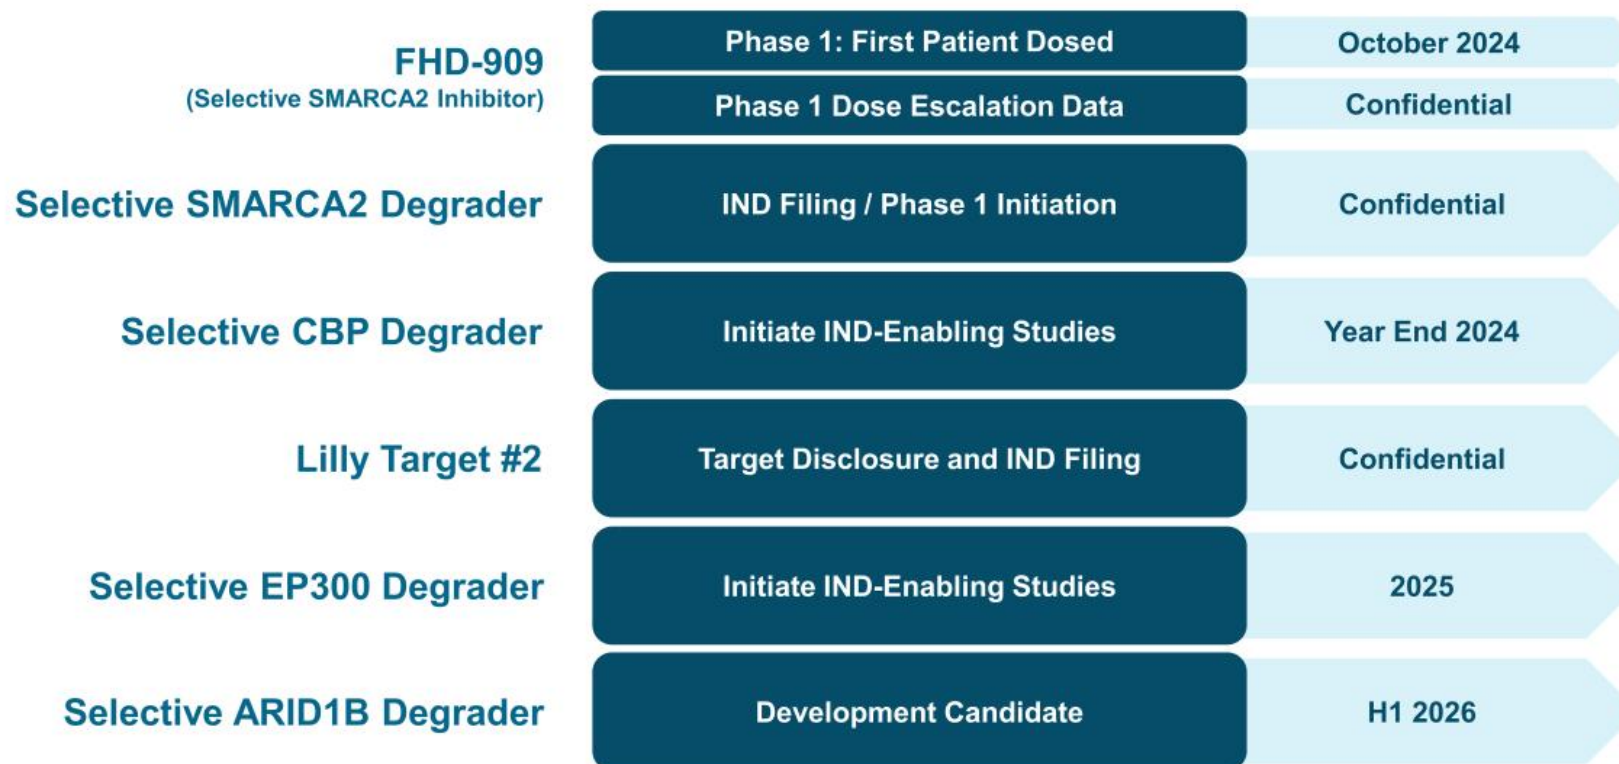 FHD-909
(Selective SMARCA2 Inhibitor)
Phase 1: First Patient Dosed
October 2024
Phase 1 Dose Escalation Data
Confidential
Selective SMARCA2 Degrader
IND Filing / Phase 1 Initiation
Confidential
Selective CBP Degrader
Initiate IND-Enabling Studies
Year End 2024
Lilly Target #2
Target Disclosure and IND Filing
Confidential
Selective EP300 Degrader
Initiate IND-Enabling Studies
2025
Selective ARID1B Degrader
Development Candidate
H1 2026